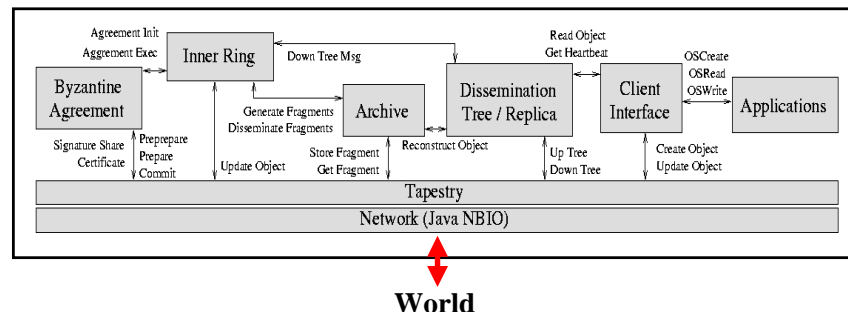 Agreement Init
Aggrement Exec
Inner Ring
Down Tree Msg
Read Object
Get Heartbeat
OSCreate
OSRead
OSWrite
Byzantine
Agreement
Generate Fragments
Disseminate Fragments
Archive
Dissemination
Tree / Replica
Client
Interface
Applications
Signature Share
Certificate
Preprepare
Prepare
Commit
Update Object
Store Fragment
Get Fragment
Reconstruct Object
Up Tree
Down Tree
Create Object
Update Object
Tapestry
Network (Java NBIO)
World